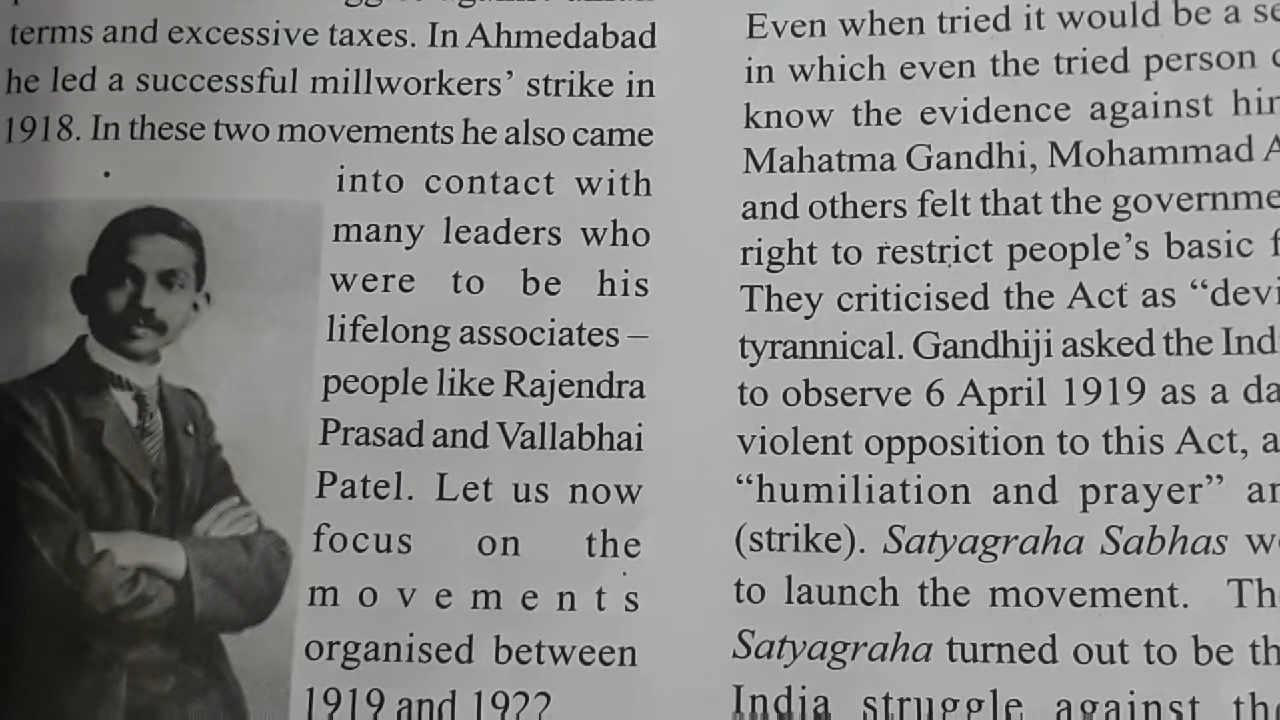 terms and excessive taxes. In Ahmedabad
he led a successful millworkers’ strike in
1918. In these two movements he also came
into contact with
many leaders who
were to be his
lifelong associates –
people like Rajendra
Prasad and Vallabhai
Patel. Let us now
focus on the
movements
organised between
1919 and 1922
Even when tried it would be a
in which even the tried person
know the evidence against
Mahatma Gandhi, Mohammad
and others felt that the
right to restrict people’s basic
They criticised the Act as
tyrannical. Gandhiji asked the
to observe 6 April 1919 as a
violent opposition to this Act,
“humiliation and prayer”
(strike). Satyagraha Sabhas
to launch the movement.
Satyagraha turned out to be
India struggle against